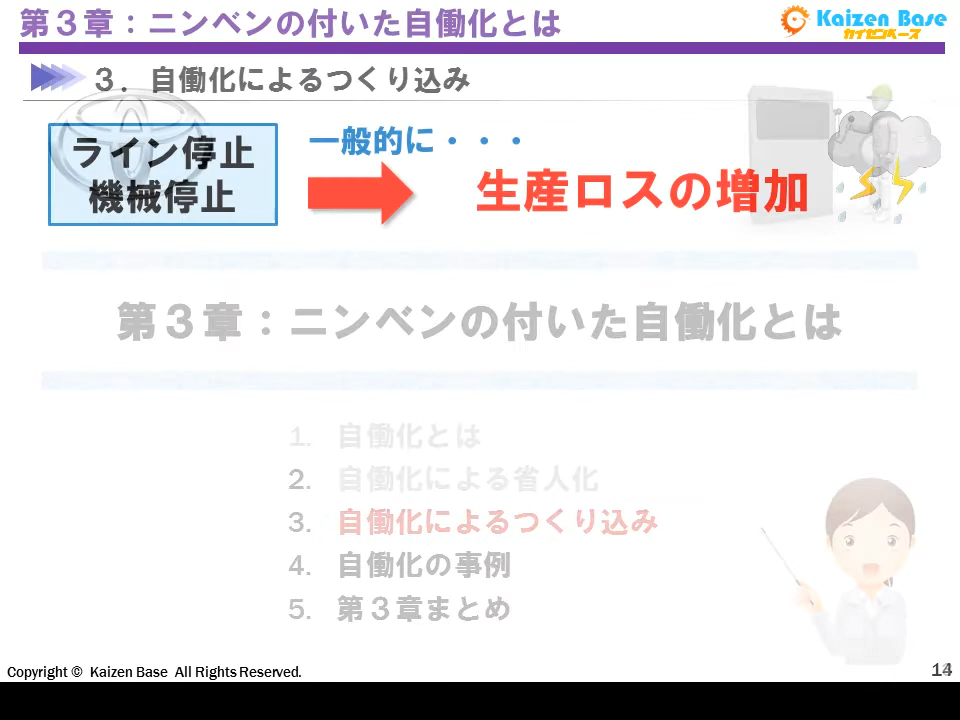 第３章：ニンベンの付いた自働化とは
Kaizen Base
カイゼンベース
３．自働化によるつくり込み
ライン停止
機械停止
一般的に・・・
生産ロスの増加
第３章：ニンベンの付いた自働化とは
1. 自働化とは
2. 自働化による省人化
3. 自働化によるつくり込み
4. 自働化の事例
5. 第３章まとめ
Copyright © Kaizen Base All Rights Reserved.